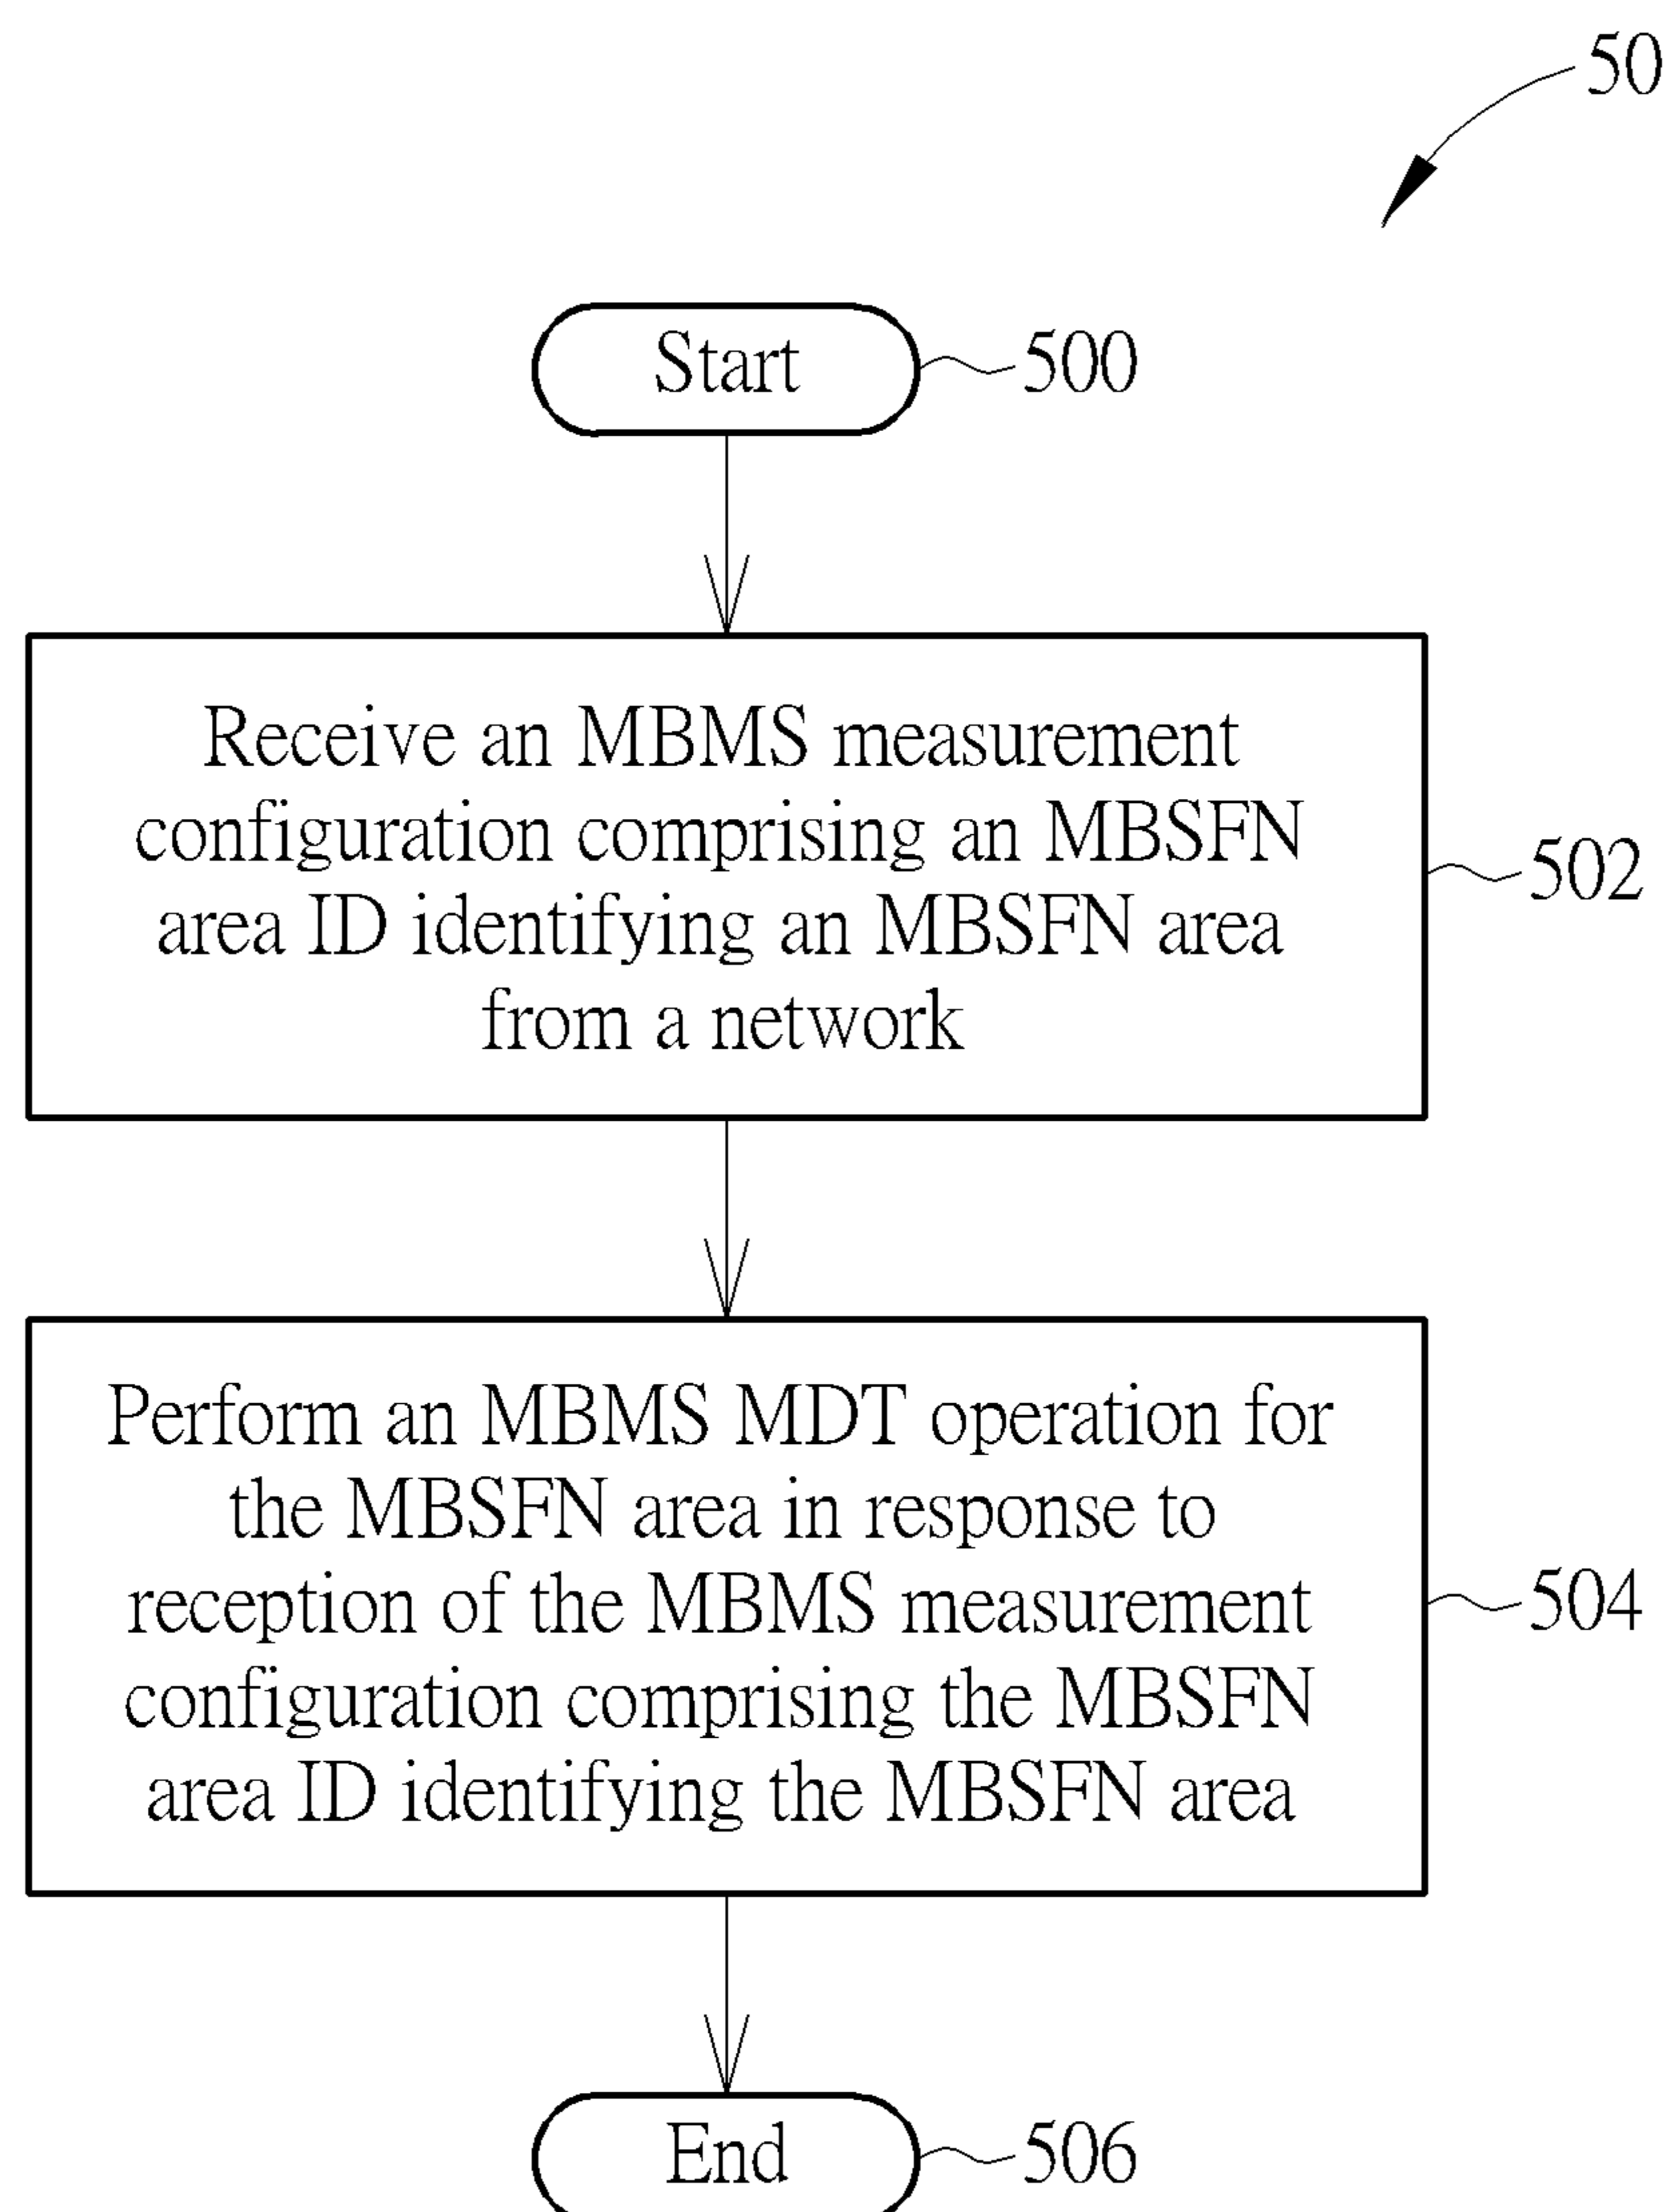 50
Start
500
Receive an MBMS measurement
configuration comprising an MBSFN
area ID identifying an MBSFN area
from a network
502
Perform an MBMS MDT operation for
the MBSFN area in response to
reception of the MBMS measurement
configuration comprising the MBSFN
area ID identifying the MBSFN area
504
End
506